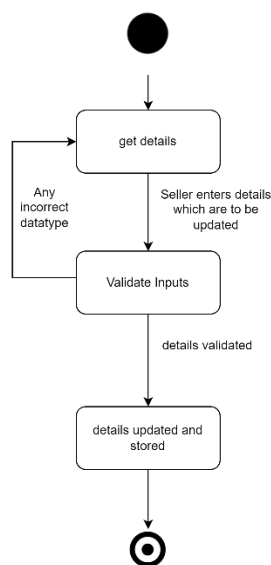 get details
Any
incorrect
datatype
Seller enters details
which are to be
updated
Validate Inputs
details validated
details updated and
stored